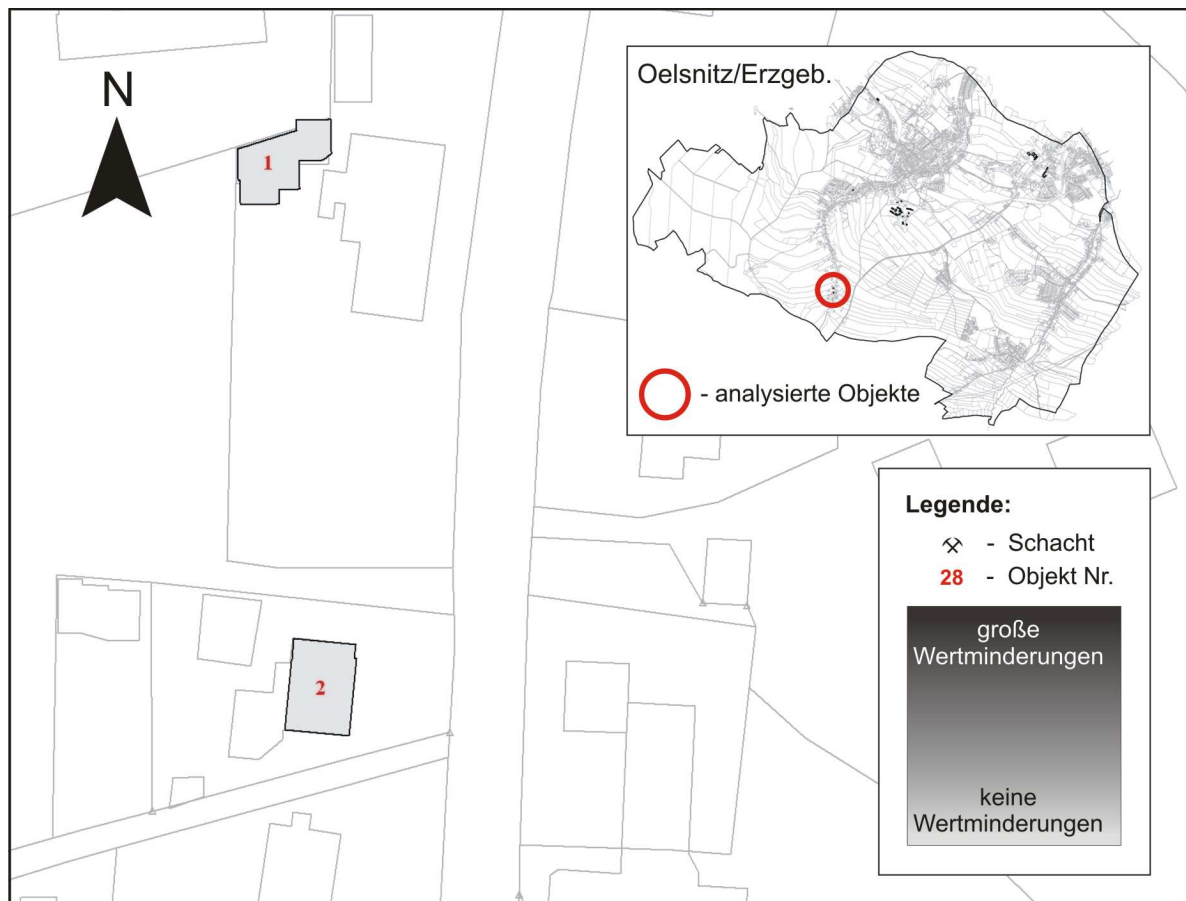 N
1
2
Oelsnitz/Erzgeb.
- analysierte Objekte
Legende:
- Schacht
28 - Objekt Nr.
große
Wertminderungen
keine
Wertminderungen